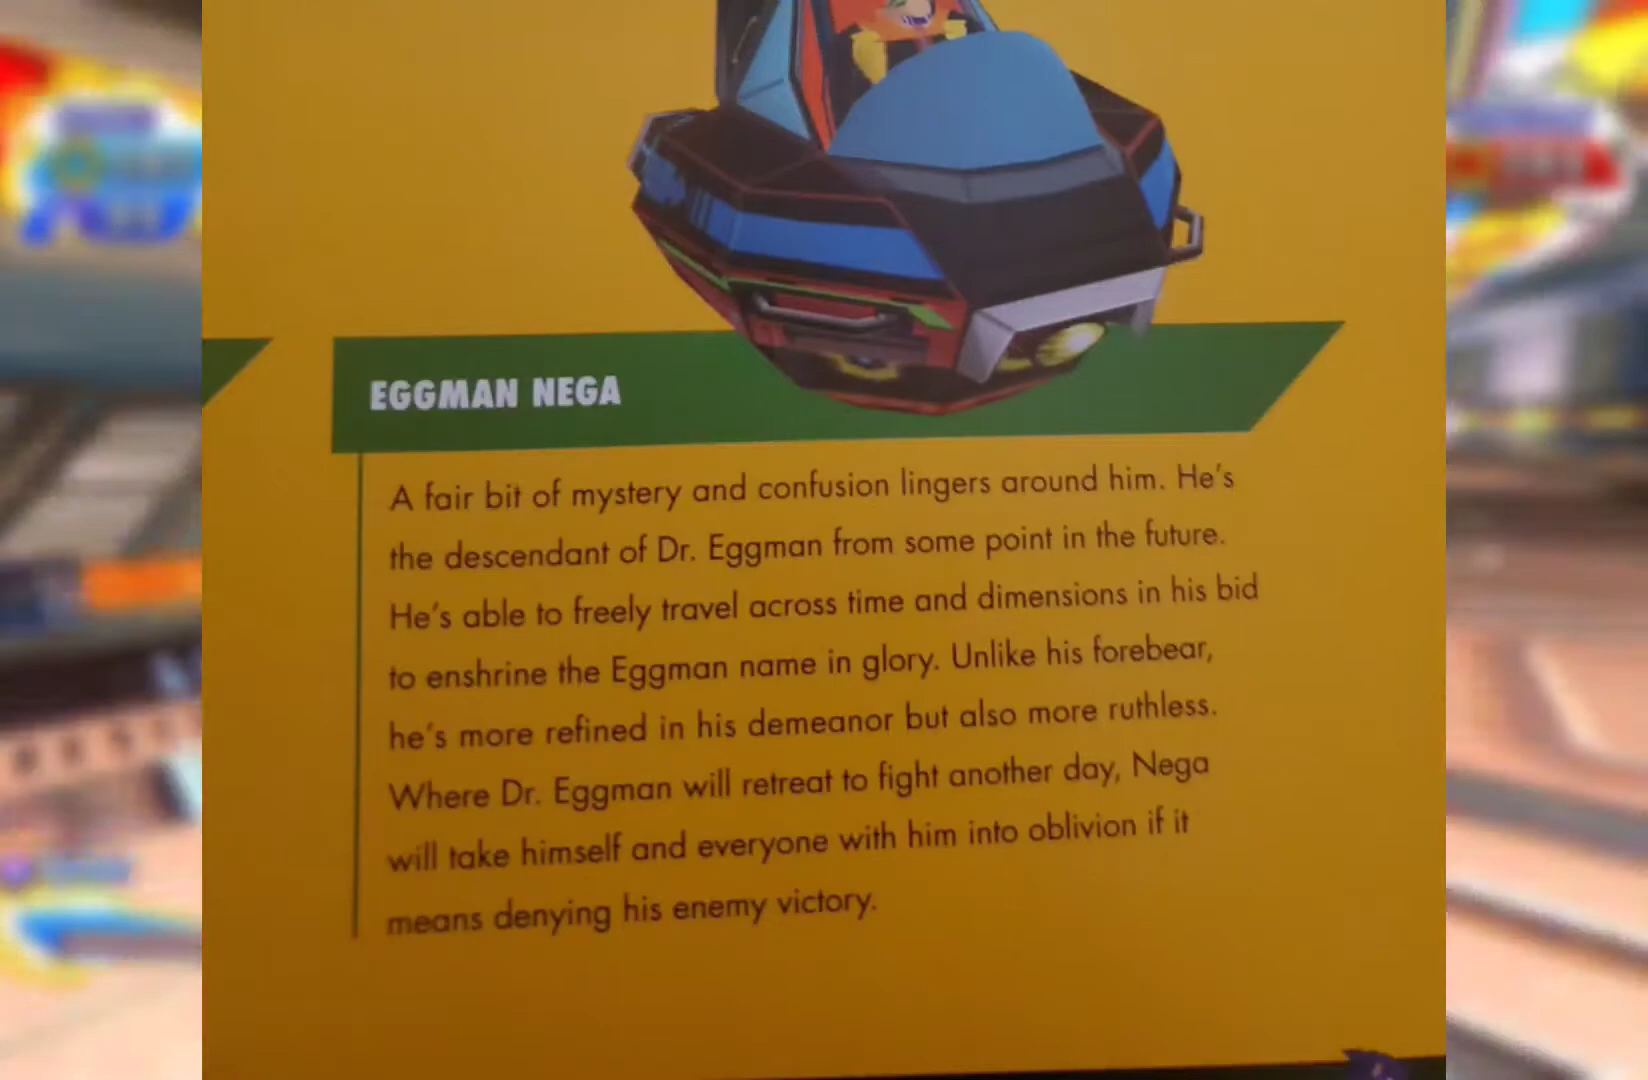 EGGMAN NEGA
A fair bit of mystery and confusion lingers around him. He's
the descendant of Dr. Eggman from some point in the future.
He's able to freely travel across time and dimensions in his bid
to enshrine the Eggman name in glory. Unlike his forebear,
he's more refined in his demeanor but also more ruthless.
Where Dr. Eggman will retreat to fight another day, Nega
will take himself and everyone with him into oblivion if it
means denying his enemy victory.